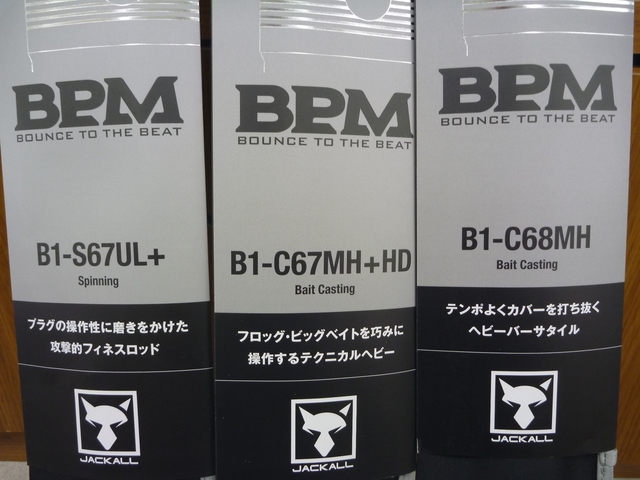 BPM
BOUNCE TO THE BEAT
B1-S67UL+
Spinning
プラグの操作性に磨きをかけた
攻撃的フィネスロッド
JACKALL
BPM
BOUNCE TO THE BEAT
B1-C67MH+HD
Bait Casting
フロッグ・ビッグベイトを巧みに
操作するテクニカルヘビー
JACKALL
BPM
BOUNCE TO THE BEAT
B1-C68MH
Bait Casting
テンポよくカバーを打ち抜く
ヘビーバーサタイル
JACKALL